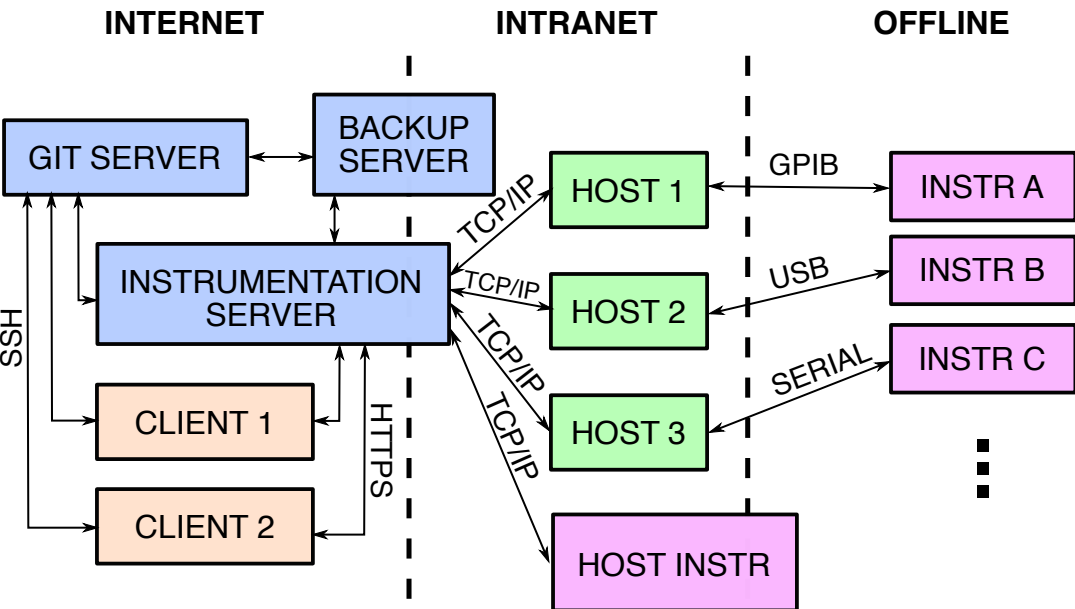 INTERNET
INTRANET
OFFLINE
GIT SERVER
BACKUP
SERVER
HOST 1
GPIB
INSTR A
TCP/IP
INSTRUMENTATION
SERVER
TCP/IP
HOST 2
USB
INSTR B
SSH
TCP/IP
HOST 3
SERIAL
INSTR C
CLIENT 1
HTTPS
TCP/IP
CLIENT 2
HOST INSTR